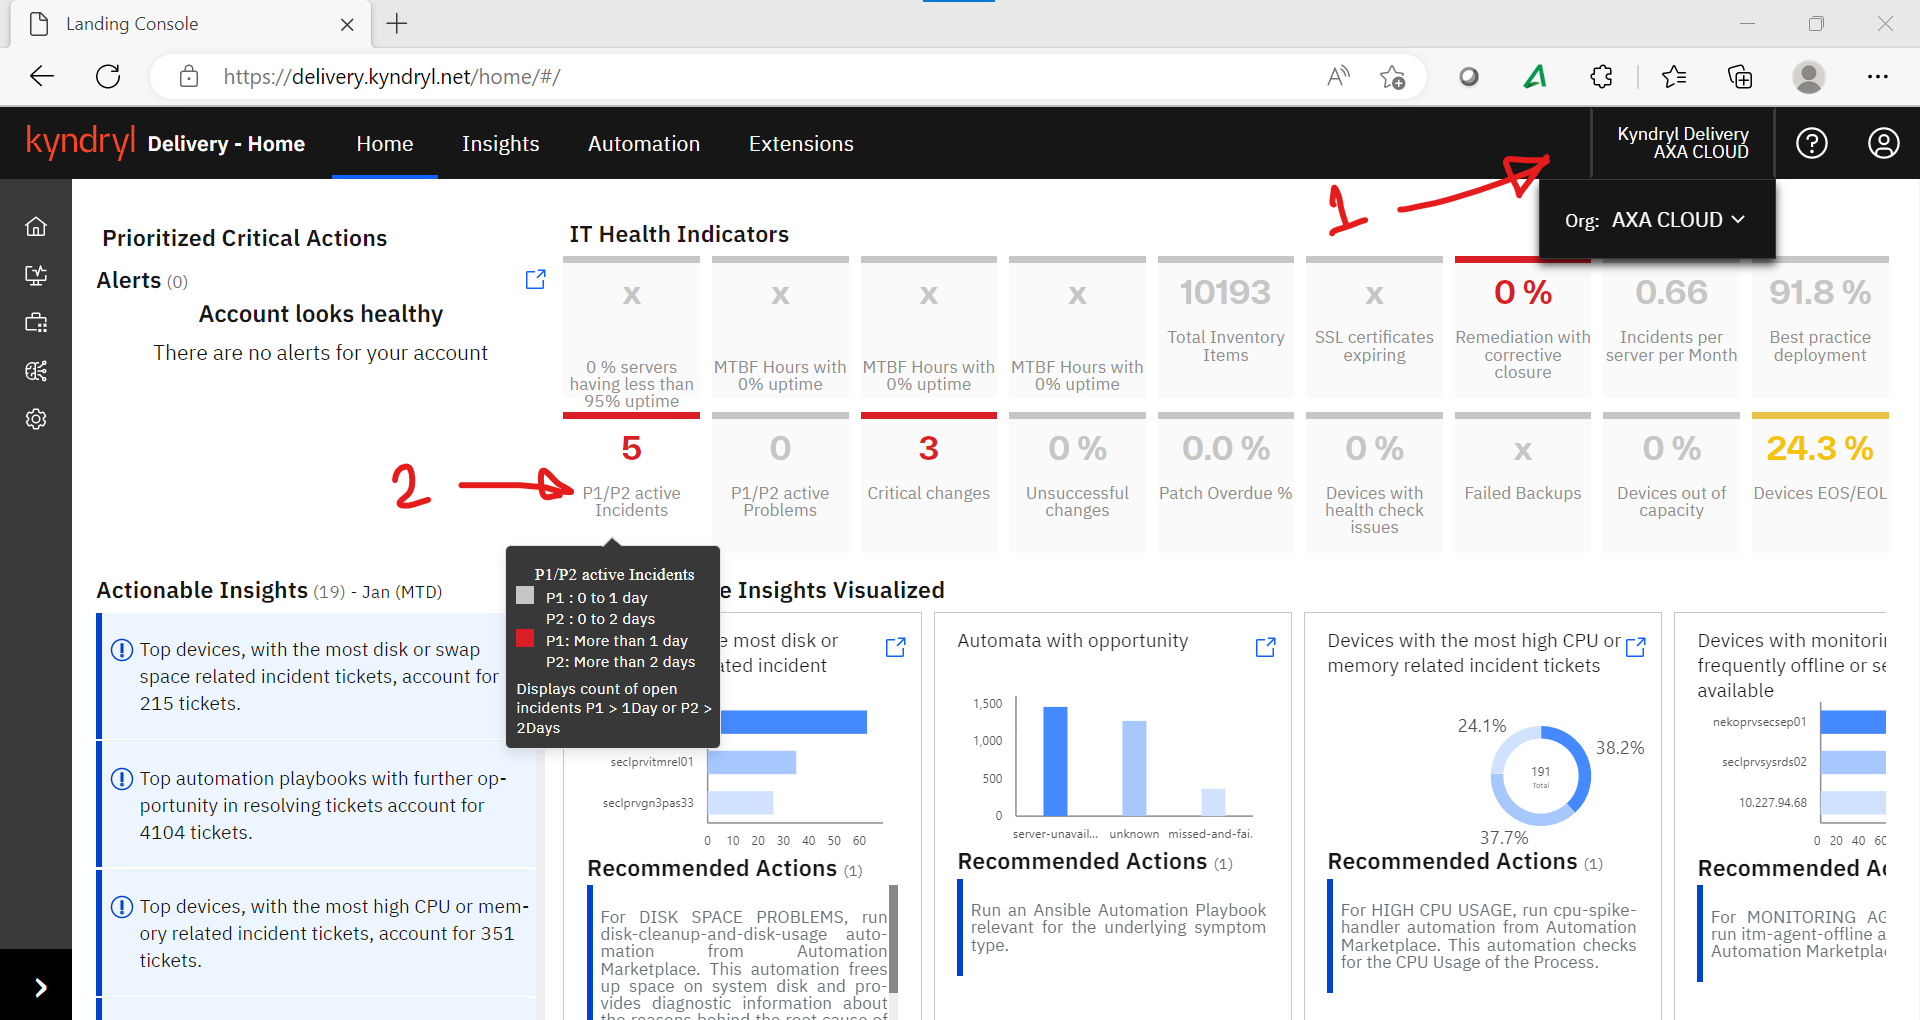 Landing Console
https://delivery.kyndryl.net/home/#/
kyndryl Delivery - Home
Home
Insights
Automation
Extensions
Kyndryl Delivery
AXA CLOUD
1
Org: AXA CLOUD
Prioritized Critical Actions
Alerts (0)
Account looks healthy
There are no alerts for your account
IT Health Indicators
x
0 % servers
having less than
95% uptime
x
MTBF Hours with
0% uptime
x
MTBF Hours with
0% uptime
x
MTBF Hours with
0% uptime
10193
Total Inventory
Items
x
SSL certificates
expiring
0 %
Remediation with
corrective
closure
0.66
Incidents per
server per Month
91.8 %
Best practice
deployment
2
5
P1/P2 active
Incidents
0
P1/P2 active
Problems
3
Critical changes
0 %
Unsuccessful
changes
0.0 %
Patch Overdue %
0 %
Devices with
health check
issues
x
Failed Backups
0 %
Devices out of
capacity
24.3 %
Devices EOS/EOL
P1/P2 active Incidents
P1 : 0 to 1 day
P2 : 0 to 2 days
P1: More than 1 day
P2: More than 2 days
Displays count of open
incidents P1 > 1Day or P2 >
2Days
Actionable Insights (19) - Jan (MTD)
Top devices, with the most disk or swap
space related incident tickets, account for
215 tickets.
Top automation playbooks with further op-
portunity in resolving tickets account for
4104 tickets.
Top devices, with the most high CPU or mem-
ory related incident tickets, account for 351
tickets.
e Insights Visualized
e most disk or
ated incident
seclprvitmrel01
seclprvgn3pas33
0 10 20 30 40 50 60
Recommended Actions (1)
For DISK SPACE PROBLEMS, run
disk-cleanup-and-disk-usage auto-
mation from Automation
Marketplace. This automation frees
up space on system disk and pro-
vides diagnostic information about
the reasons behind the root cause of
Automata with opportunity
1,500
1,000
500
0
server-unavail... unknown missed-and-fai.
Recommended Actions (1)
Run an Ansible Automation Playbook
relevant for the underlying symptom
type.
Devices with the most high CPU or
memory related incident tickets
24.1%
38.2%
191
Total
37.7%
Recommended Actions (1)
For HIGH CPU USAGE, run cpu-spike-
handler automation from Automation
Marketplace. This automation checks
for the CPU Usage of the Process.
Devices with monitorin
frequently offline or se
available
nekoprvsecsep01
seclprvsysrds02
10.227.94.68
0 20 40 60
Recommended Ac
For MONITORING AG
run itm-agent-offline a
Automation Marketplac